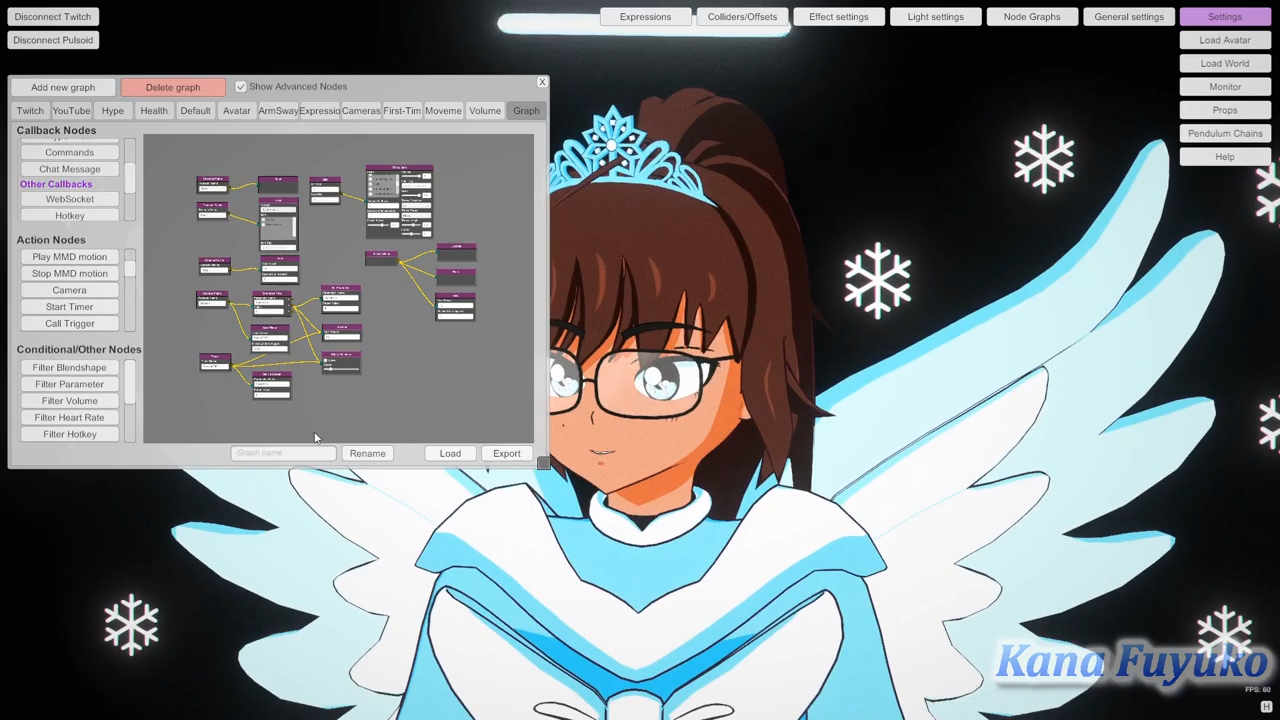 Disconnect Twitch
Disconnect Pulsoid
Expressions
Colliders/Offsets
Effect settings
Light settings
Node Graphs
General settings
Settings
Load Avatar
Load World
Monitor
Props
Pendulum Chains
Help
Add new graph
Delete graph
Show Advanced Nodes
X
Twitch
YouTube
Hype
Health
Default
Avatar
ArmSway
Expressio
Cameras
First-Tim
Moveme
Volume
Graph
Callback Nodes
Commands
Chat Message
Other Callbacks
WebSocket
Hotkey
Action Nodes
Play MMD motion
Stop MMD motion
Camera
Start Timer
Call Trigger
Conditional/Other Nodes
Filter Blendshape
Filter Parameter
Filter Volume
Filter Heart Rate
Filter Hotkey
Graph name
Rename
Load
Export
Kana Fuyuko
FPS: 60
H